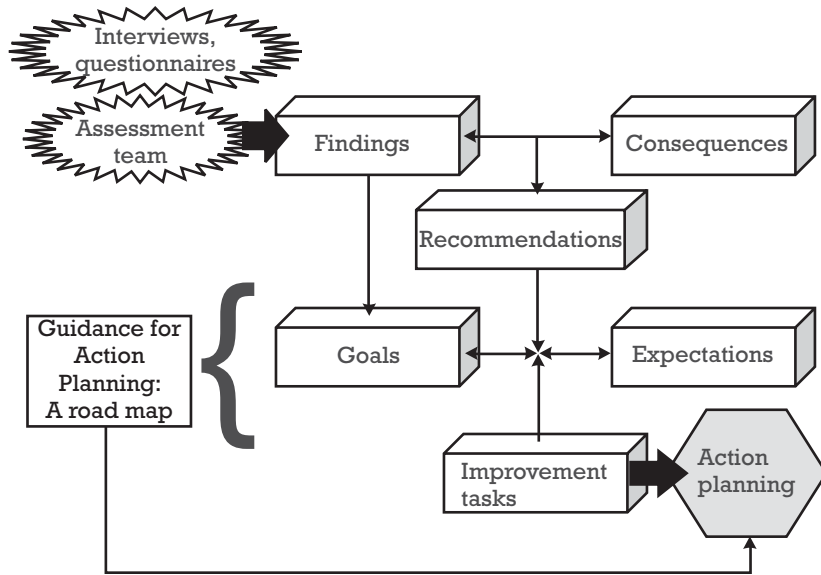 Interviews,
questionnaires
Assessment
team
Findings
Consequences
Recommendations
Guidance for
Action
Planning:
A road map
Goals
Expectations
Improvement
tasks
Action
planning